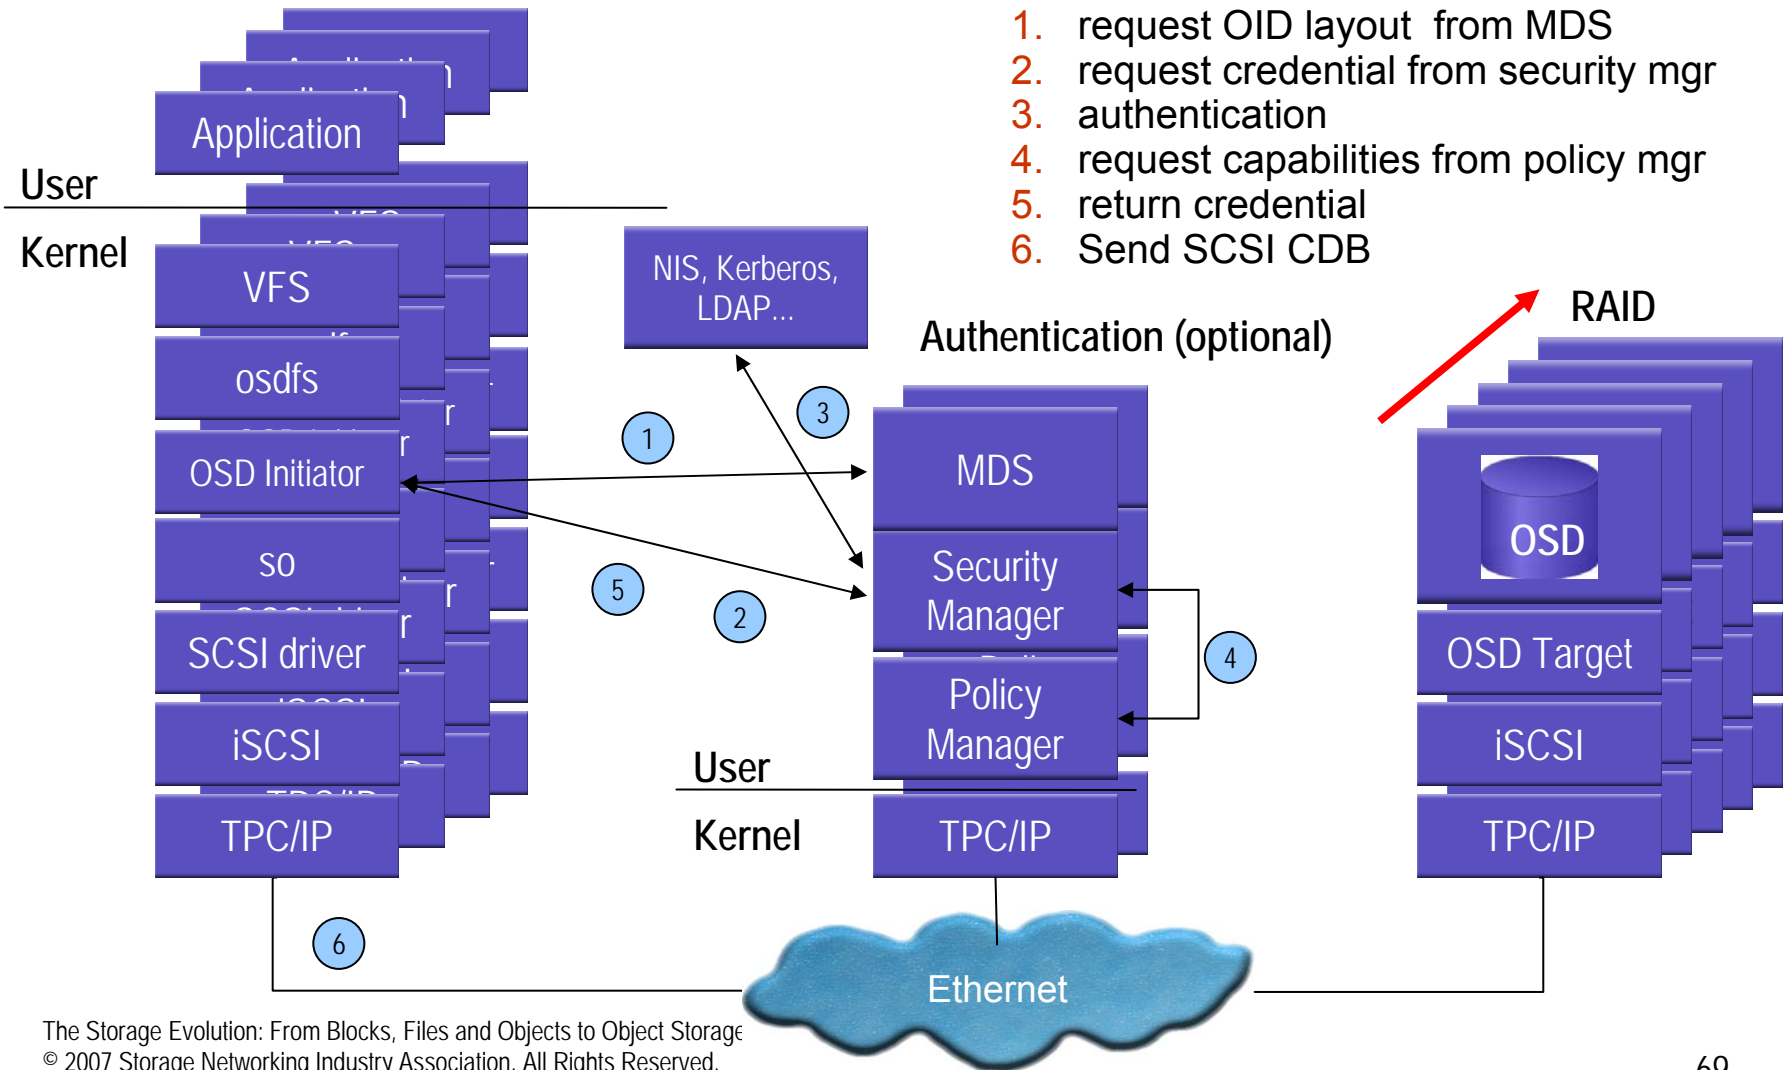 1. request OID layout from MDS
2. request credential from security mgr
3. authentication
4. request capabilities from policy mgr
5. return credential
6. Send SCSI CDB
Application
User
Kernel
VFS
osdfs
OSD Initiator
so
SCSI driver
iSCSI
TPC/IP
NIS, Kerberos,
LDAP...
Authentication (optional)
RAID
1
3
5
2
4
6
MDS
Security
Manager
Policy
Manager
User
Kernel
TPC/IP
OSD
OSD Target
iSCSI
TPC/IP
Ethernet
The Storage Evolution: From Blocks, Files and Objects to Object Storage
© 2007 Storage Networking Industry Association. All Rights Reserved.
69